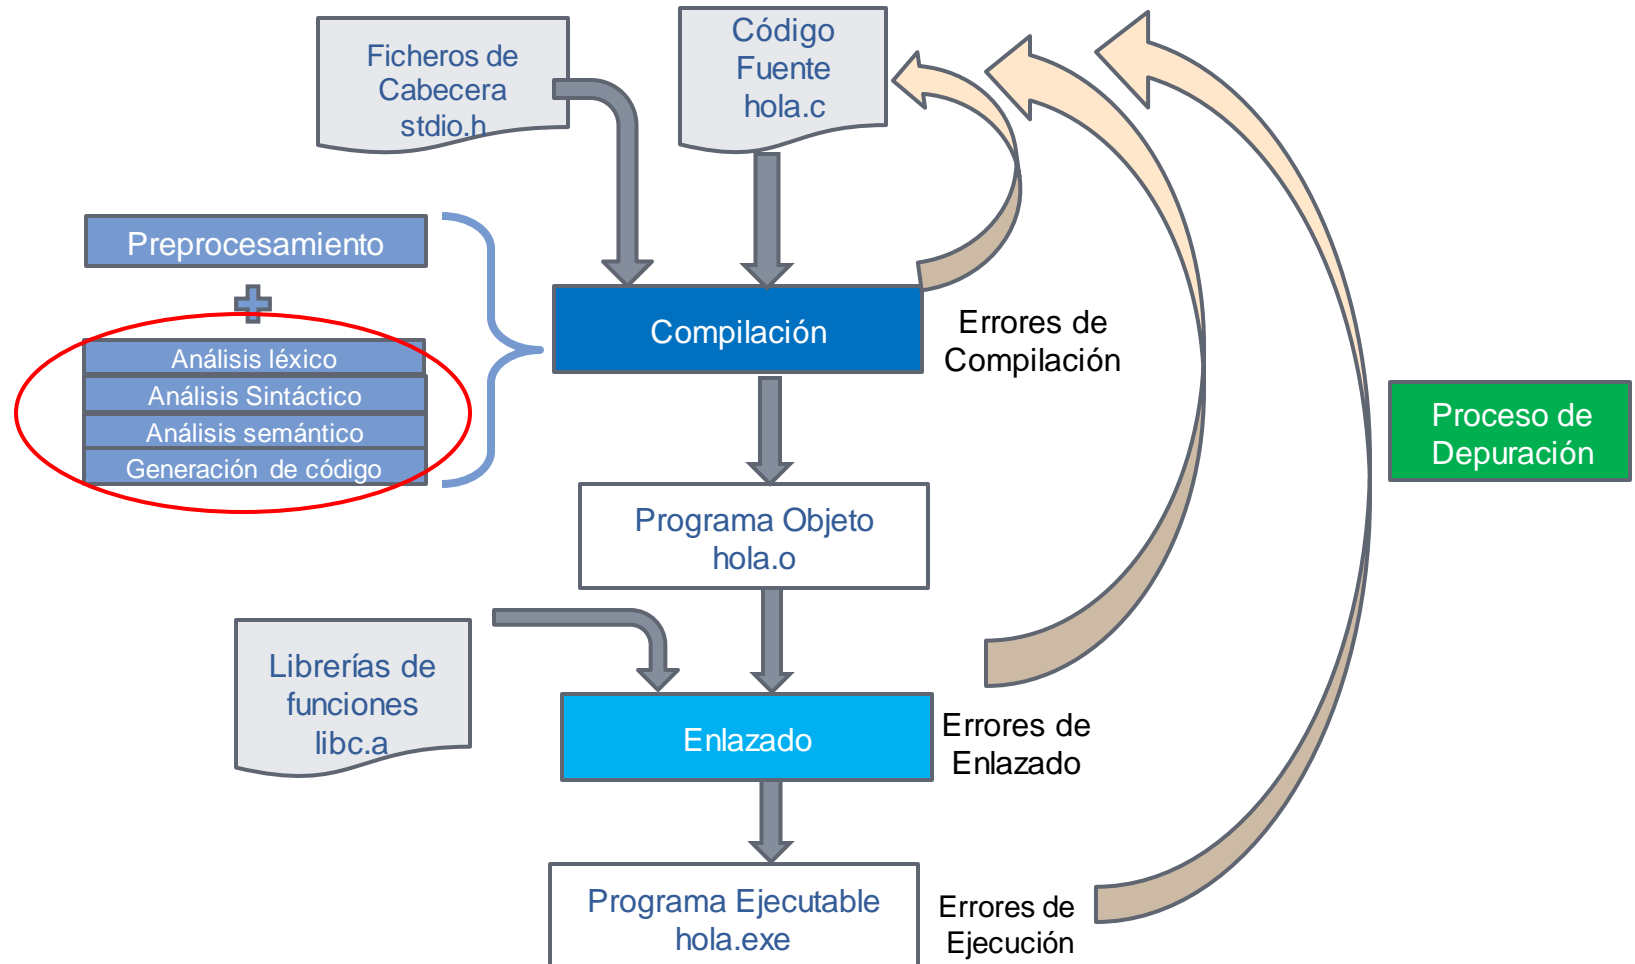 Ficheros de
Cabecera
stdio.h
Código
Fuente
hola.c
Preprocesamiento
Análisis léxico
Análisis Sintáctico
Análisis semántico
Generación de código
Compilación
Errores de
Compilación
Proceso de
Depuración
Programa Objeto
hola.o
Librerías de
funciones
libc.a
Enlazado
Errores de
Enlazado
Programa Ejecutable
hola.exe
Errores de
Ejecución